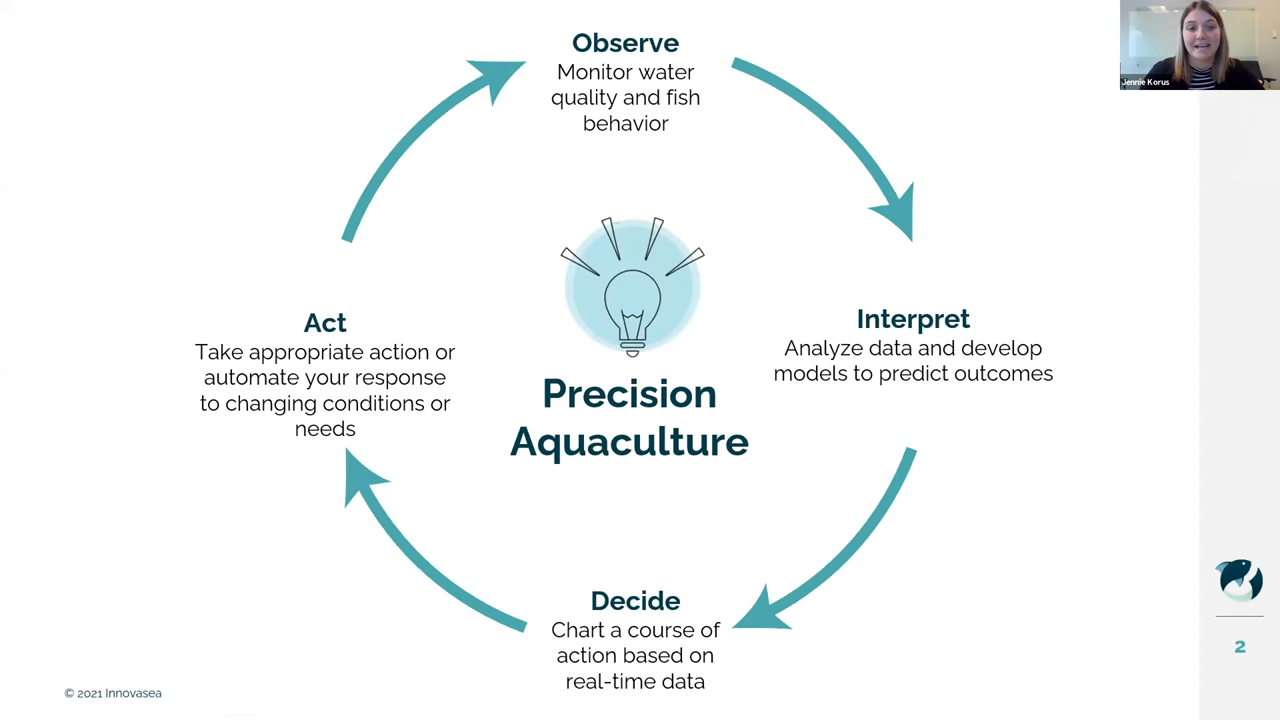 Observe
Monitor water
quality and fish
behavior
Jennie Korus
Act
Take appropriate action or
automate your response
to changing conditions or
needs
Precision
Aquaculture
Interpret
Analyze data and develop
models to predict outcomes
Decide
Chart a course of
action based on
real-time data
2
© 2021 Innovasea